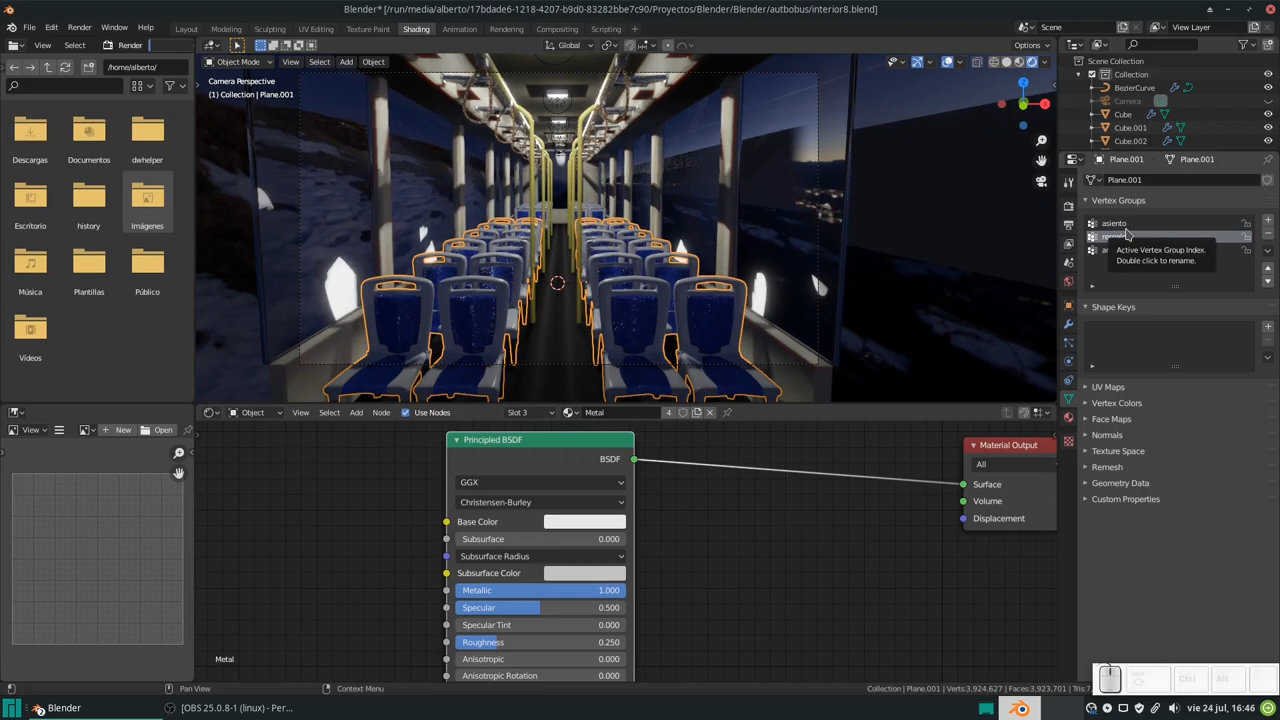 Blender* [/run/media/alberto/17bdade6-1218-4207-b9d0-83282bbe7c90/Proyectos/Blender/Blender/autbobus/interior8.blend]
File Edit Render Window Help
Layout Modeling Sculpting UV Editing Texture Paint Shading Animation Rendering Compositing Scripting
Scene
View Layer
View Select Render
Global
Options
/home/alberto/
Object Mode View Select Add Object
Camera Perspective
(1) Collection | Plane.001
Descargas Documentos dwhelper
Escritorio history Imágenes
Música Plantillas Público
Vídeos
Scene Collection
Collection
BezierCurve
Camera
Cube
Cube.001
Cube.002
Plane.001 Plane.001
Plane.001
Vertex Groups
asiento
Active Vertex Group Index.
Double click to rename.
Shape Keys
UV Maps
Vertex Colors
Face Maps
Normals
Texture Space
Remesh
Geometry Data
Custom Properties
View New Open
Object View Select Add Node Use Nodes Slot 3 Metal 4
Principled BSDF
BSDF
GGX
Christensen-Burley
Base Color
Subsurface 0.000
Subsurface Radius
Subsurface Color
Metallic 1.000
Specular 0.500
Specular Tint 0.000
Roughness 0.250
Anisotropic 0.000
Anisotropic Rotation 0.000
Material Output
All
Surface
Volume
Displacement
Metal
Ctrl Alt
Pan View Context Menu
Collection | Plane.001 | Verts:3,924,627 | Faces:3,923,701 | Tris:7,
Blender [OBS 25.0.8-1 (linux) - Per...
vie 24 jul, 16:46